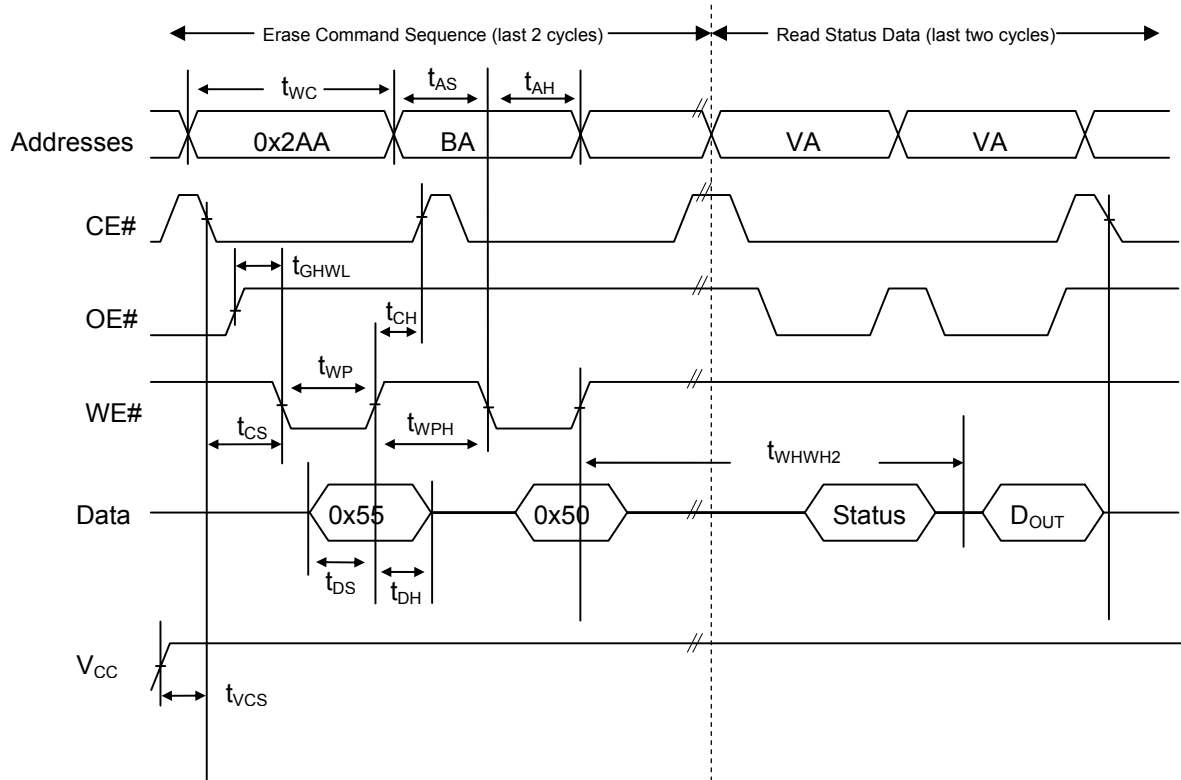 Erase Command Sequence (last 2 cycles) Read Status Data (last two cycles)
tWC tAS tAH
Addresses 0x2AA BA VA VA
CE#
tGHWL
OE#
tCH
tWP
WE#
tCS tWPH
tWHWH2
Data 0x55 0x50 Status DOUT
tDS tDH
VCC
tVCS